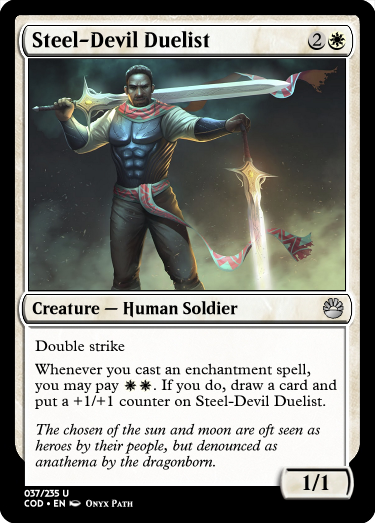 Steel-Devil Duelist 2
Creature — Human Soldier
Double strike
Whenever you cast an enchantment spell,
you may pay . If you do, draw a card and
put a +1/+1 counter on Steel-Devil Duelist.
The chosen of the sun and moon are oft seen as
heroes by their people, but denounced as
anathema by the dragonborn.
1/1
037/235 U
COD • EN Onyx Path